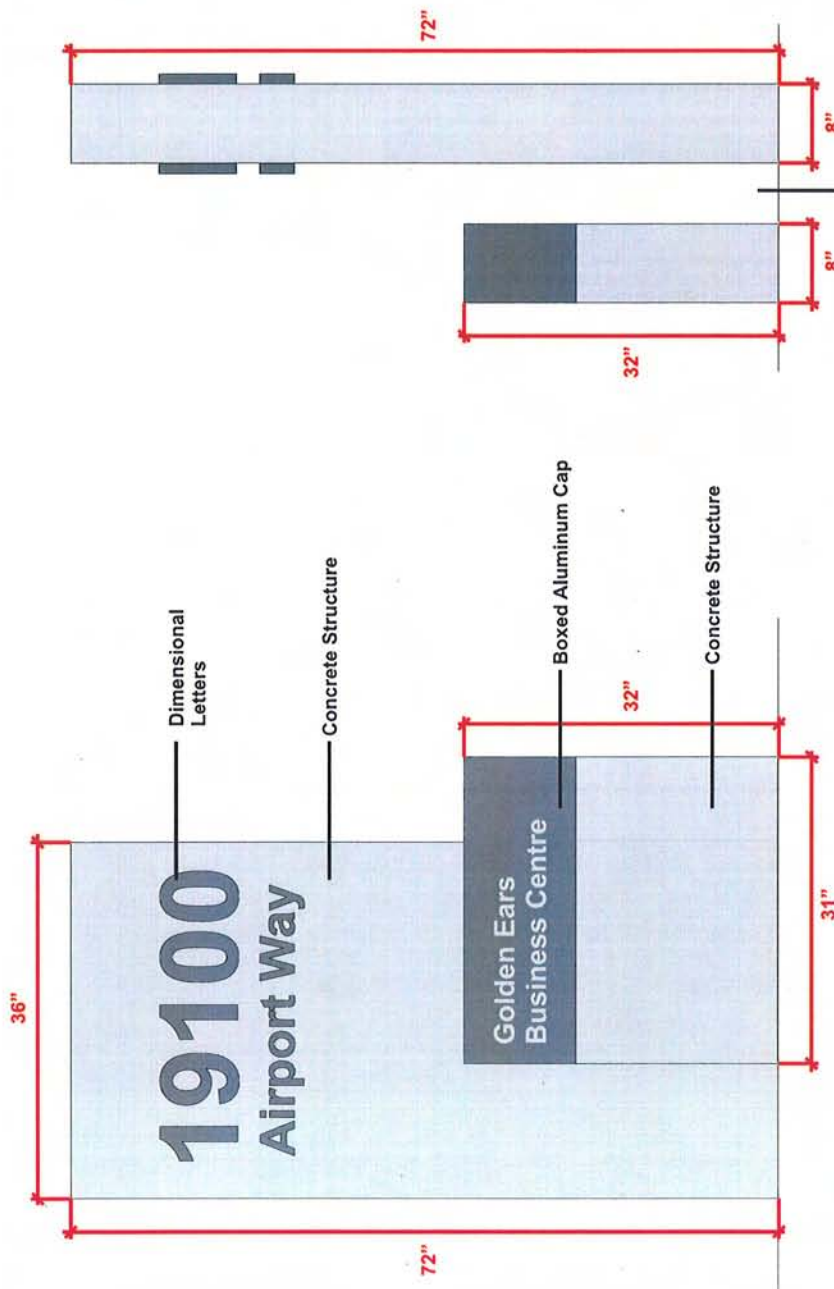 36”
19100
Airport Way
Dimensional
Letters
Concrete Structure
72”
Golden Ears
Business Centre
Boxed Aluminum Cap
32”
Concrete Structure
31”
72”
32”
8”
8”